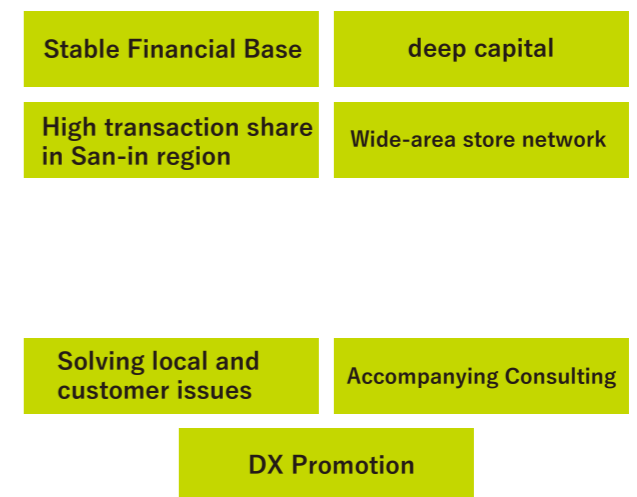 Stable Financial Base
deep capital
High transaction share
in San-in region
Wide-area store network
Solving local and
customer issues
Accompanying Consulting
DX Promotion